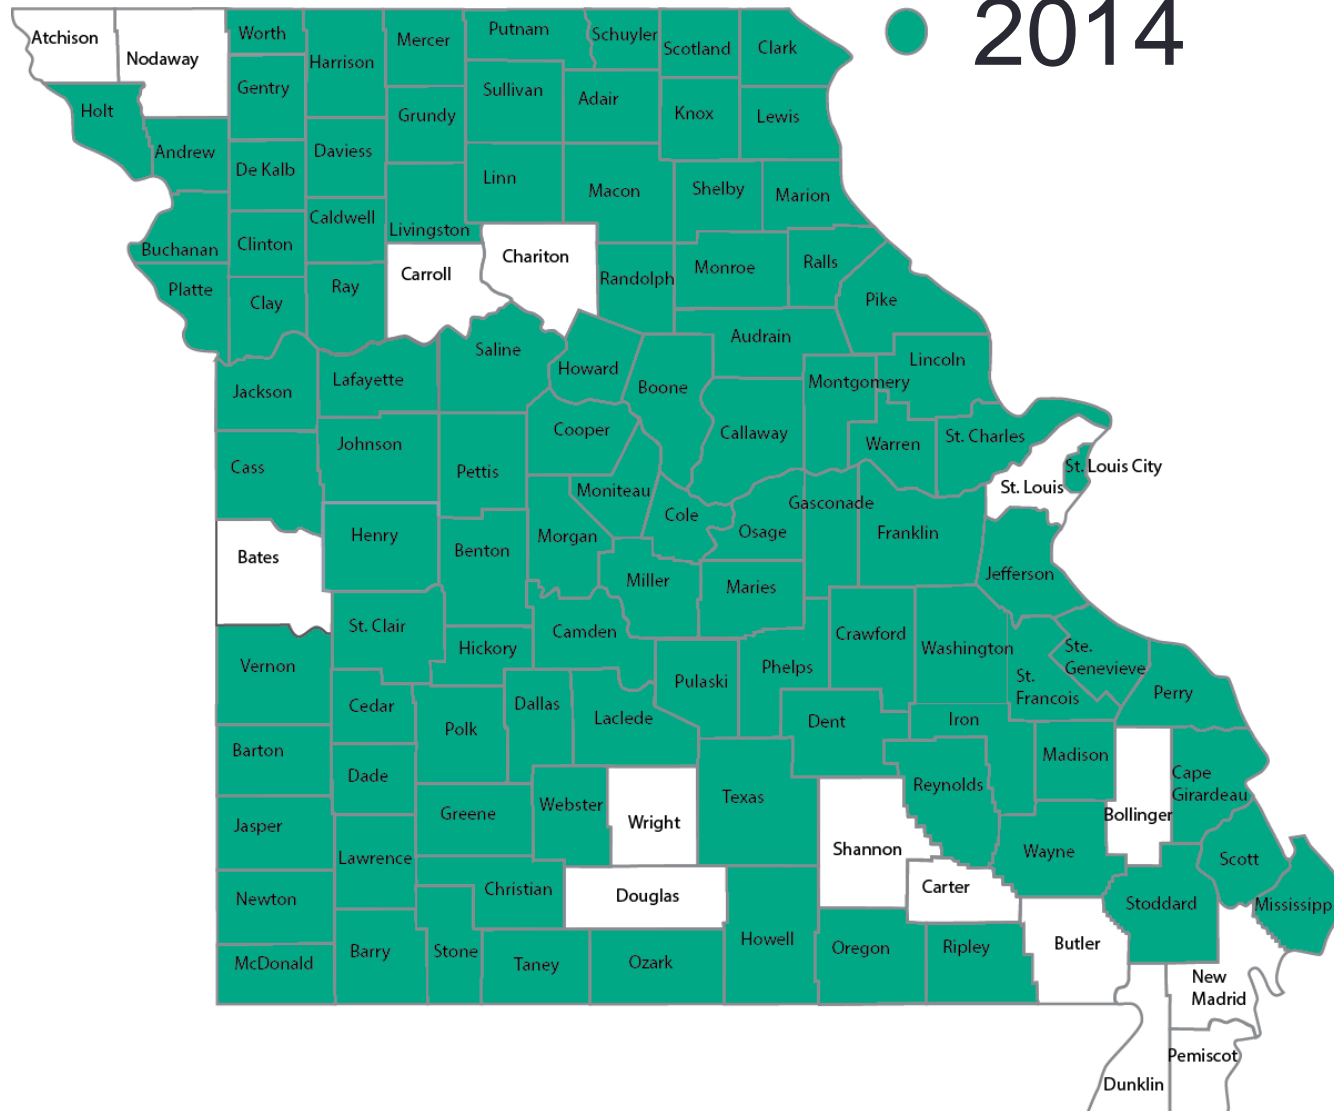 2014
Atchison
Nodaway
Worth
Harrison
Mercer
Putnam
Schuyler
Scotland
Clark
Holt
Gentry
Grundy
Sullivan
Adair
Knox
Lewis
Andrew
De Kalb
Daviess
Linn
Macon
Shelby
Marion
Caldwell
Livingston
Buchanan
Clinton
Carroll
Chariton
Randolph
Monroe
Ralls
Platte
Clay
Ray
Pike
Saline
Howard
Audrain
Lincoln
Jackson
Lafayette
Boone
Montgomery
Cooper
Callaway
Warren
St. Charles
Johnson
Cass
Pettis
Moniteau
St. Louis City
St. Louis
Gasconade
Cole
Osage
Franklin
Henry
Morgan
Benton
Bates
Miller
Maries
Jefferson
St. Clair
Camden
Crawford
Hickory
Washington
Ste.
Genevieve
Vernon
Pulaski
Phelps
St.
Francois
Perry
Cedar
Dallas
Laclede
Polk
Dent
Iron
Barton
Madison
Dade
Webster
Texas
Reynolds
Cape
Girardeau
Jasper
Greene
Wright
Bollinger
Lawrence
Shannon
Wayne
Scott
Newton
Christian
Douglas
Carter
Stoddard
Mississipp
McDonald
Barry
Stone
Taney
Ozark
Howell
Oregon
Ripley
Butler
New
Madrid
Pemiscot
Dunklin